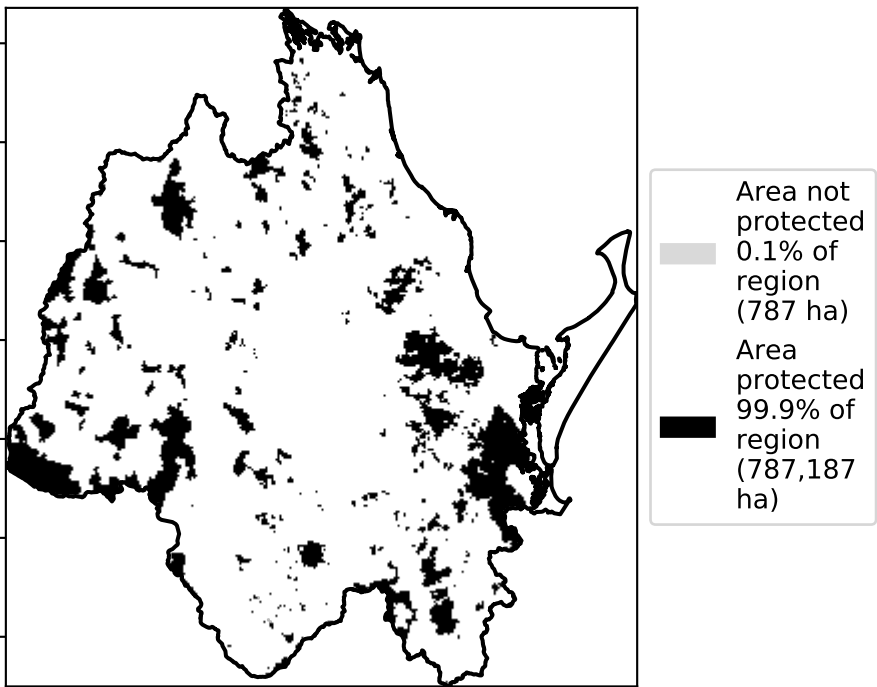 Area not
protected
0.1% of
region
(787 ha)
Area
protected
99.9% of
region
(787,187
ha)